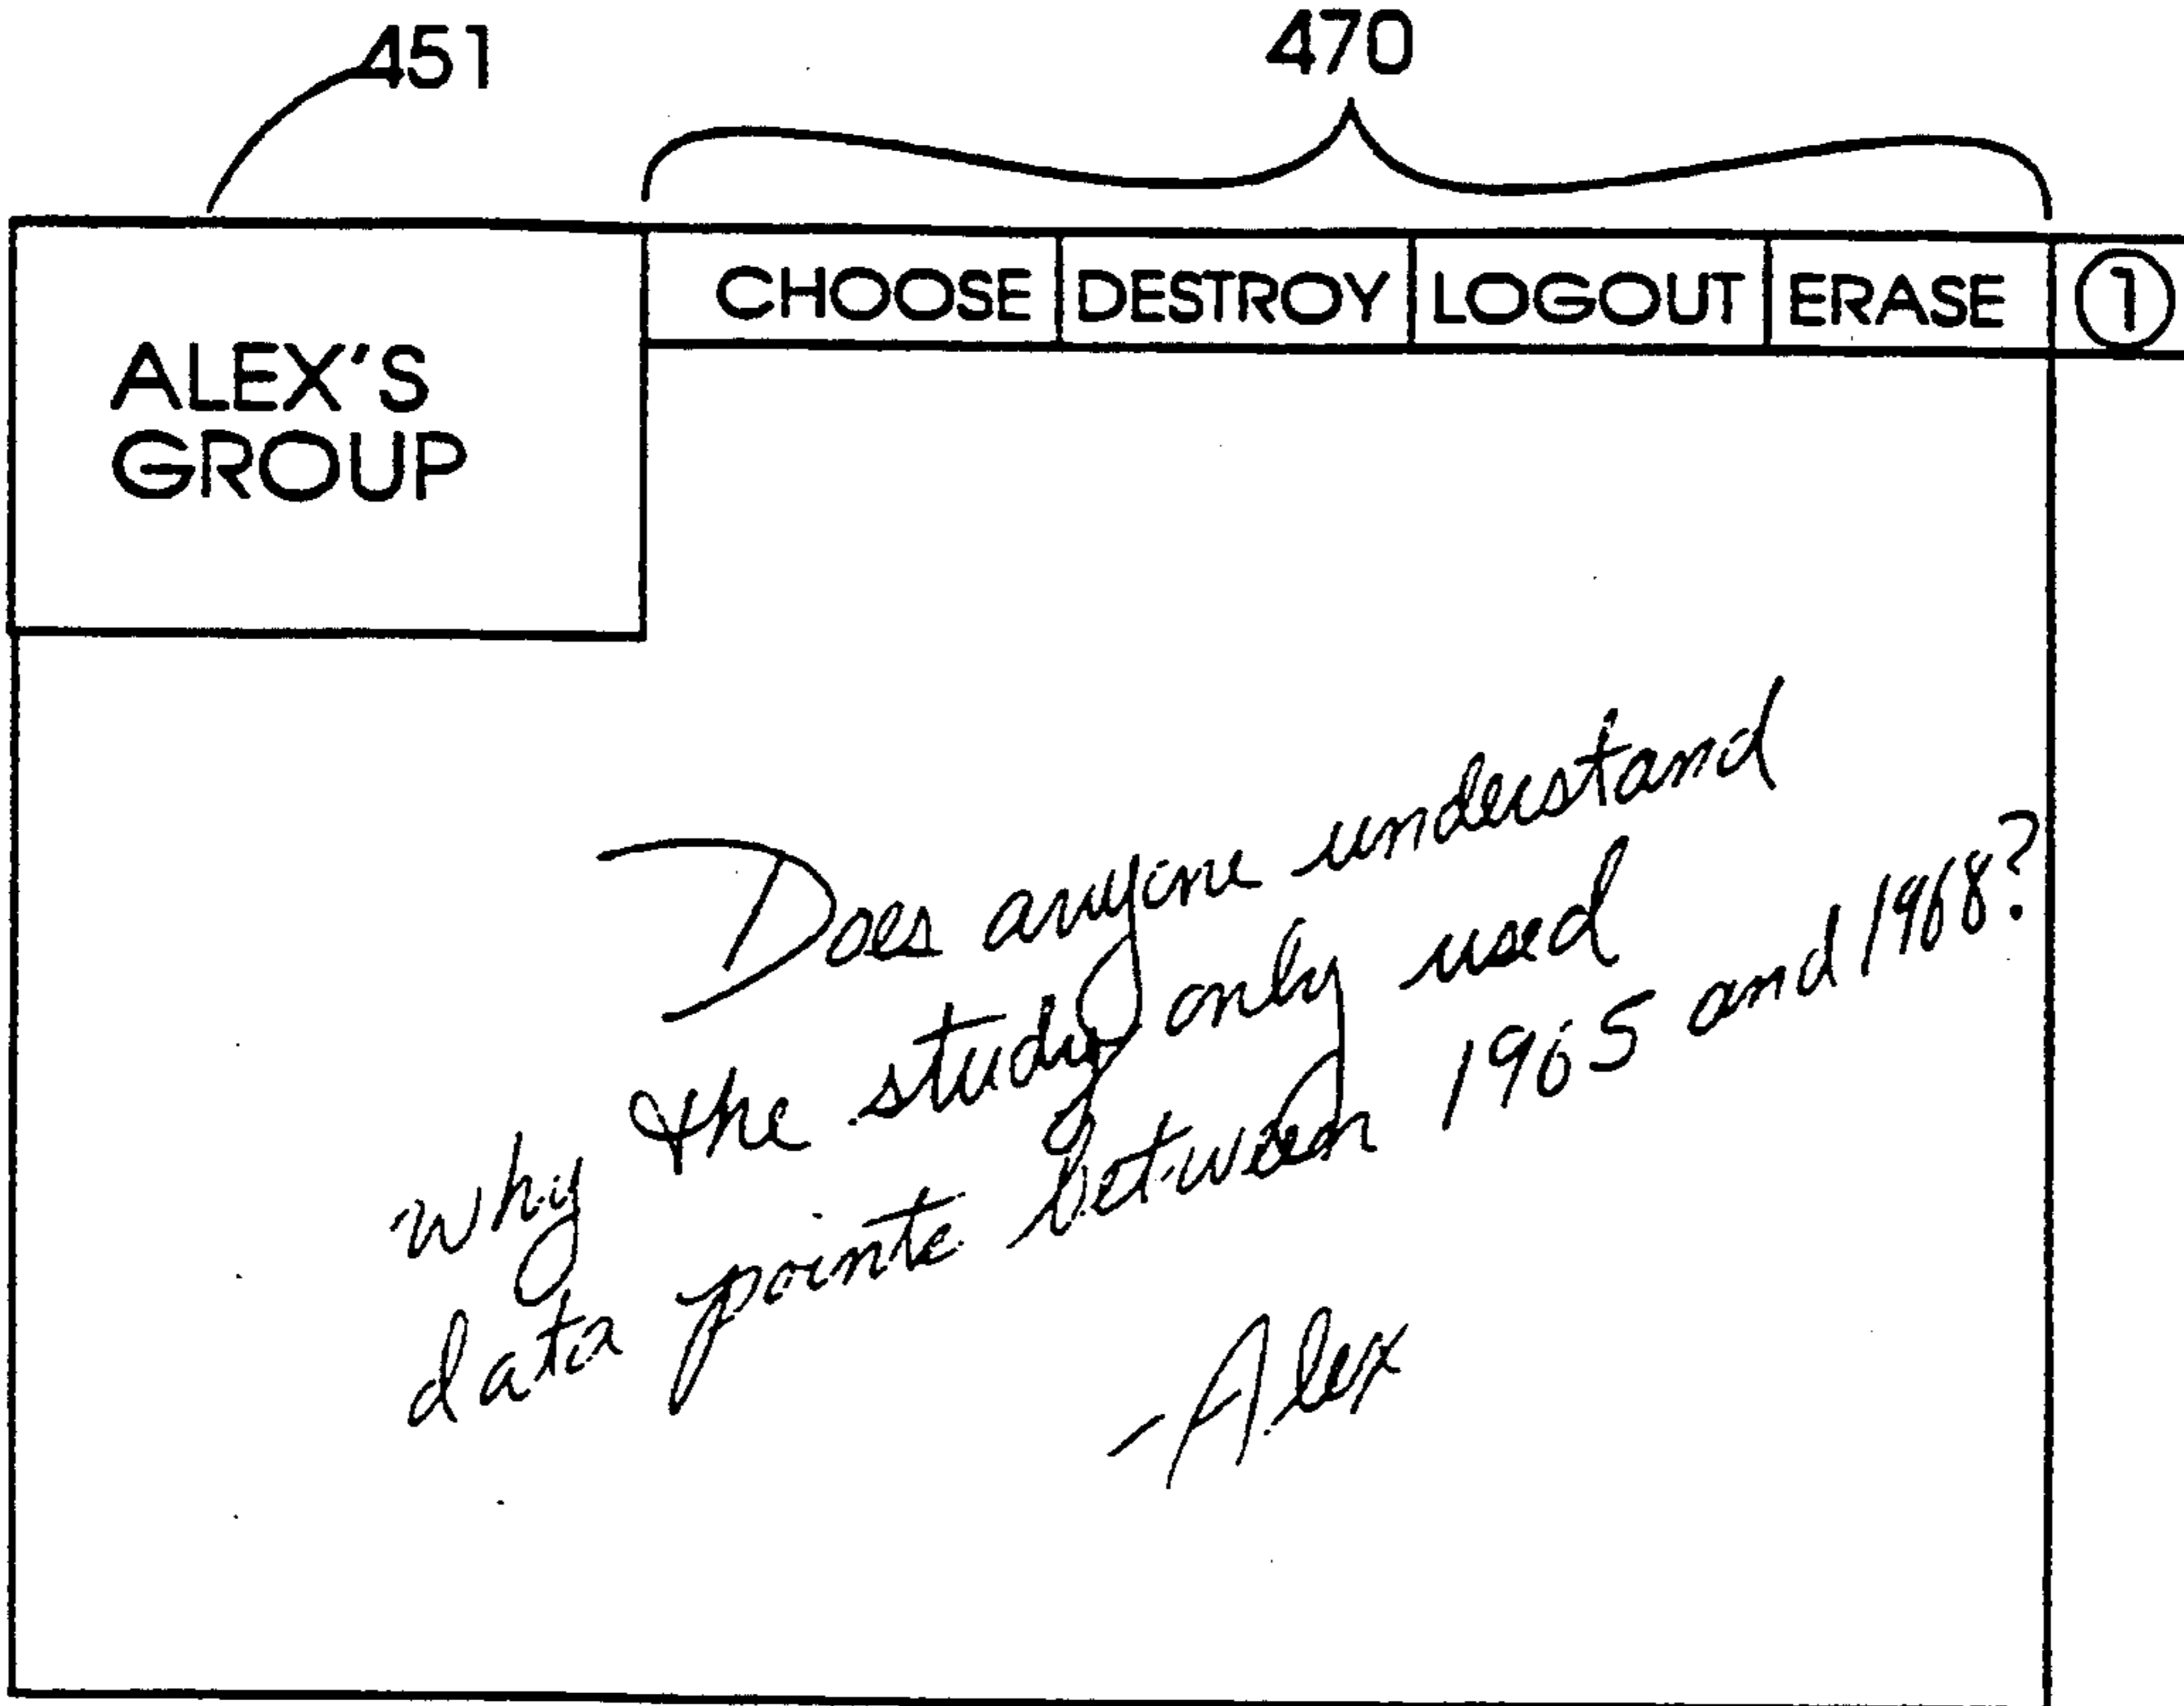 451
470
CHOOSE DESTROY LOGOUT ERASE 1
ALEX'S
GROUP
Does anyone understand
why the study only used
data points between 1965 and 1968?
-Alex